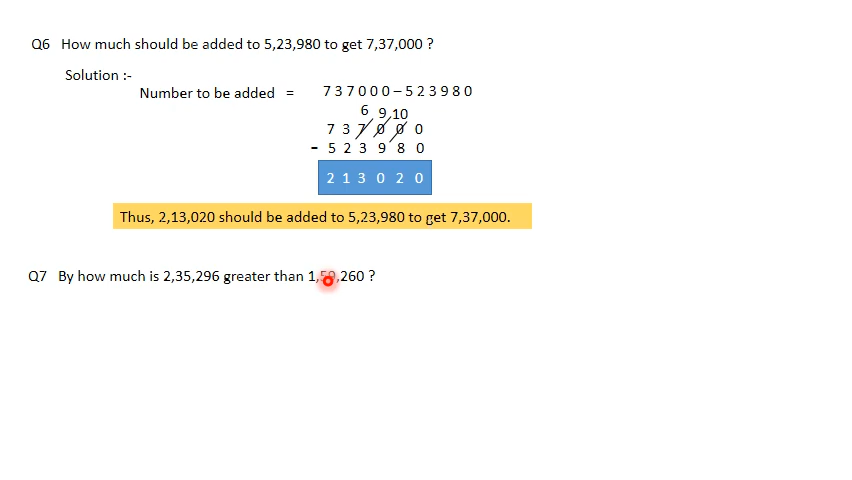 Q6 How much should be added to 5,23,980 to get 7,37,000 ?
Solution :-
Number to be added = 737000–523980
6 9,10
7 3 7 0 0 0
- 5 2 3 9 8 0
2 1 3 0 2 0
Thus, 2,13,020 should be added to 5,23,980 to get 7,37,000.
Q7 By how much is 2,35,296 greater than 1,59,260 ?